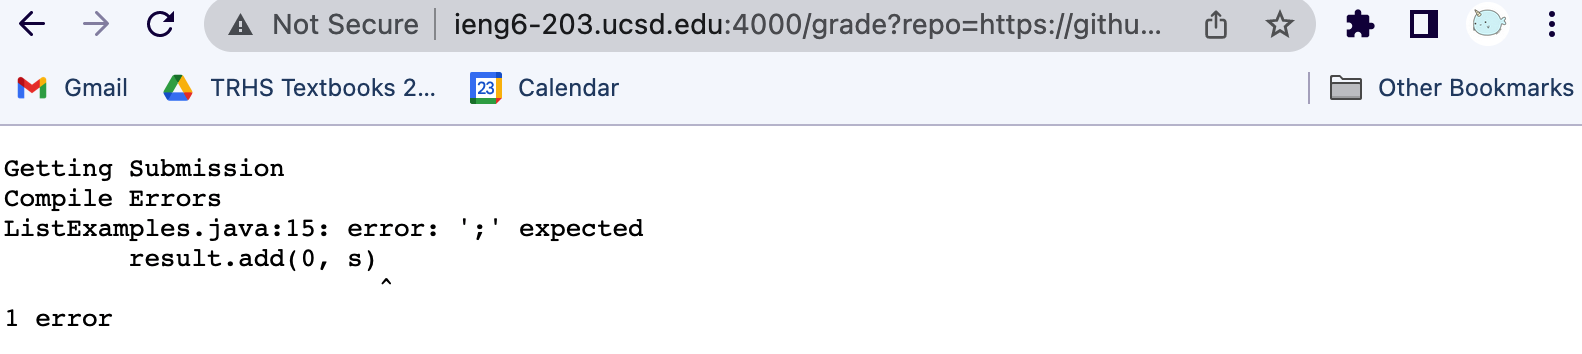 Not Secure ieng6-203.ucsd.edu:4000/grade?repo=https://githu...
Gmail TRHS Textbooks 2... 23 Calendar Other Bookmarks
Getting Submission
Compile Errors
ListExamples.java:15: error: ';' expected
        result.add(0, s)
                        ^
1 error